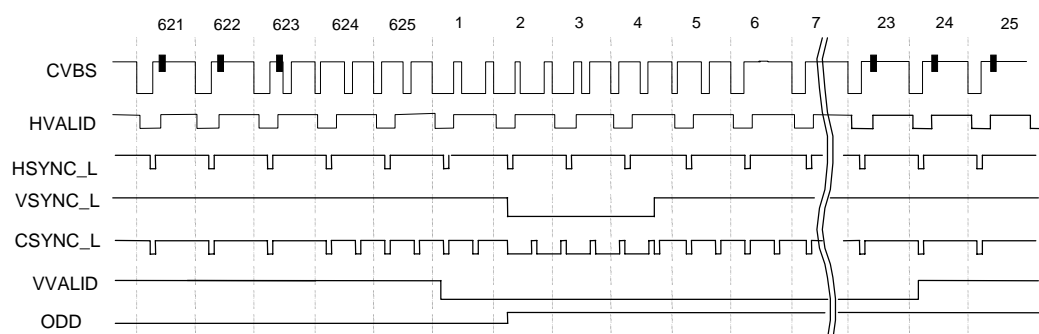 621 622 623 624 625 1 2 3 4 5 6 7 23 24 25
CVBS
HVALID
HSYNC_L
VSYNC_L
CSYNC_L
VVALID
ODD